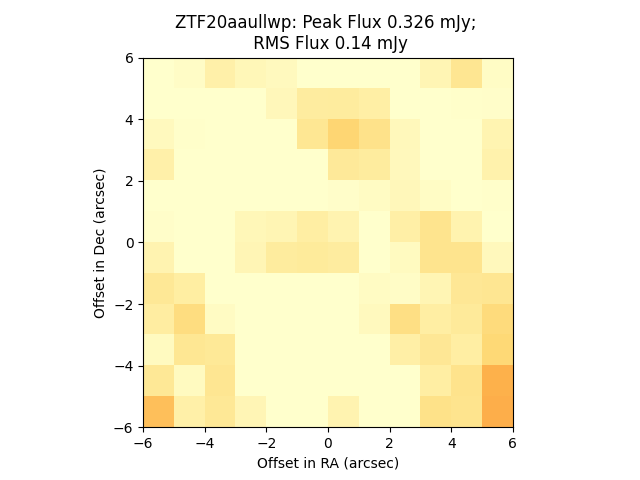 ZTF20aaullwp: Peak Flux 0.326 mJy;
RMS Flux 0.14 mJy
6
4
2
0
−2
−4
−6
Offset in Dec (arcsec)
−6 −4 −2 0 2 4 6
Offset in RA (arcsec)